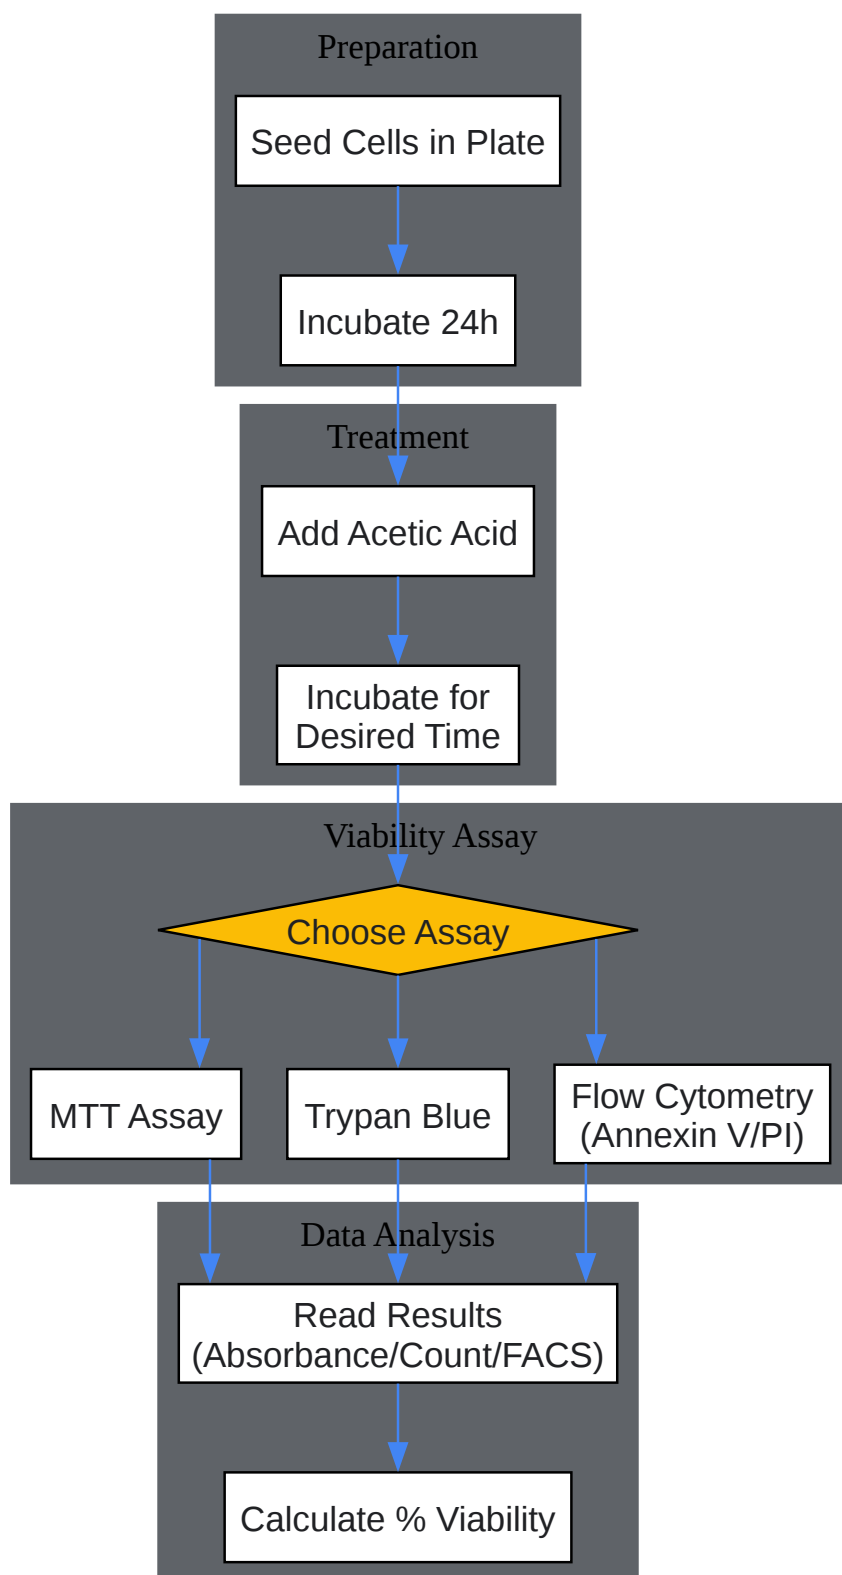 Preparation
Seed Cells in Plate
Incubate 24h
Treatment
Add Acetic Acid
Incubate for
Desired Time
Viability Assay
Choose Assay
MTT Assay
Trypan Blue
Flow Cytometry
(Annexin V/PI)
Data Analysis
Read Results
(Absorbance/Count/FACS)
Calculate % Viability